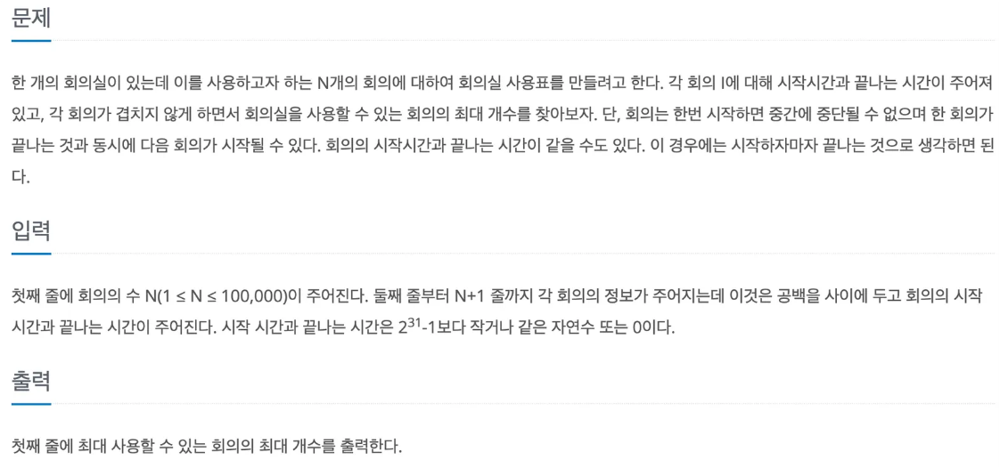 문제
한 개의 회의실이 있는데 이를 사용하고자 하는 N개의 회의에 대하여 회의실 사용표를 만들려고 한다. 각 회의 I에 대해 시작시간과 끝나는 시간이 주어져
있고, 각 회의가 겹치지 않게 하면서 회의실을 사용할 수 있는 회의의 최대 개수를 찾아보자. 단, 회의는 한번 시작하면 중간에 중단될 수 없으며 한 회의가
끝나는 것과 동시에 다음 회의가 시작될 수 있다. 회의의 시작시간과 끝나는 시간이 같을 수도 있다. 이 경우에는 시작하자마자 끝나는 것으로 생각하면 된
다.
입력
첫째 줄에 회의의 수 N(1 ≤ N ≤ 100,000)이 주어진다. 둘째 줄부터 N+1 줄까지 각 회의의 정보가 주어지는데 이것은 공백을 사이에 두고 회의의 시작
시간과 끝나는 시간이 주어진다. 시작 시간과 끝나는 시간은 2³¹-1보다 작거나 같은 자연수 또는 0이다.
출력
첫째 줄에 최대 사용할 수 있는 회의의 최대 개수를 출력한다.